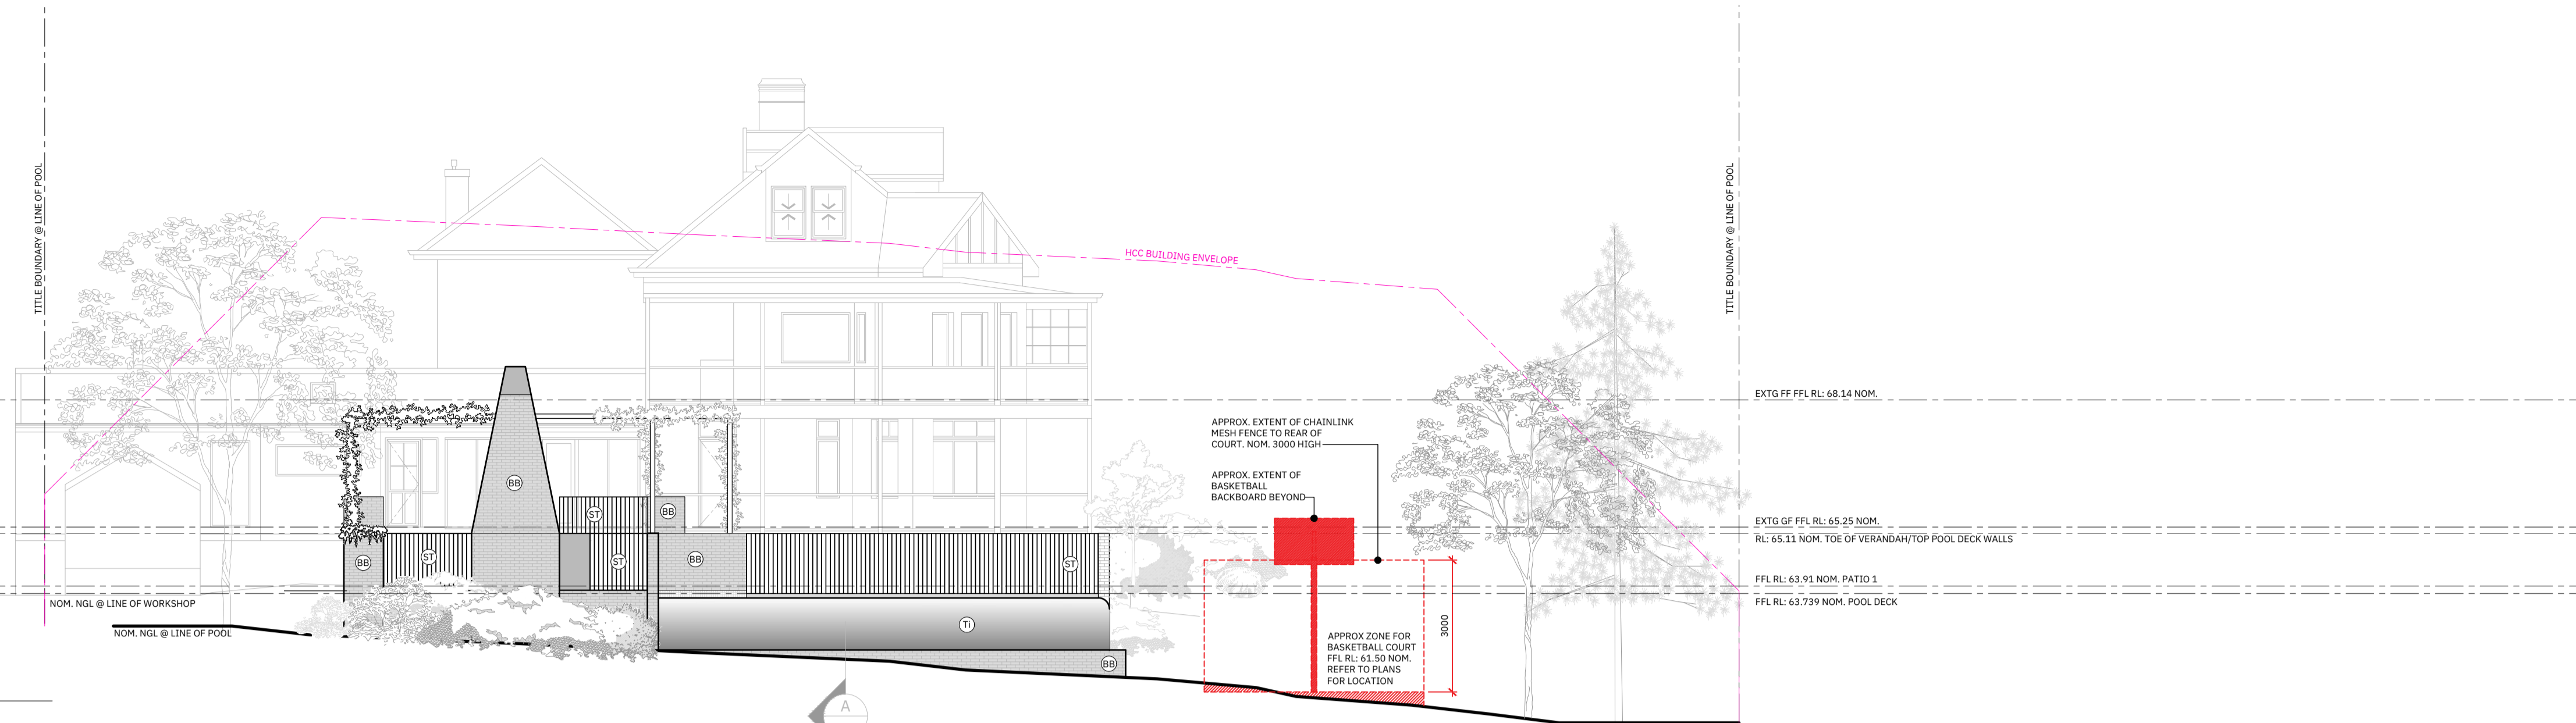 TITLE BOUNDARY @ LINE OF POOL
TITLE BOUNDARY @ LINE OF POOL
HCC BUILDING ENVELOPE
EXTG FF FFL RL: 68.14 NOM.
APPROX. EXTENT OF CHAINLINK
MESH FENCE TO REAR OF
COURT. NOM. 3000 HIGH
APPROX. EXTENT OF
BASKETBALL
BACKBOARD BEYOND
BB
ST
BB
EXTG GF FFL RL: 65.25 NOM.
RL: 65.11 NOM. TOE OF VERANDAH/TOP POOL DECK WALLS
BB
ST
ST
BB
ST
FFL RL: 63.91 NOM. PATIO 1
FFL RL: 63.739 NOM. POOL DECK
NOM. NGL @ LINE OF WORKSHOP
NOM. NGL @ LINE OF POOL
Ti
3000
APPROX ZONE FOR
BASKETBALL COURT
FFL RL: 61.50 NOM.
REFER TO PLANS
FOR LOCATION
BB
A